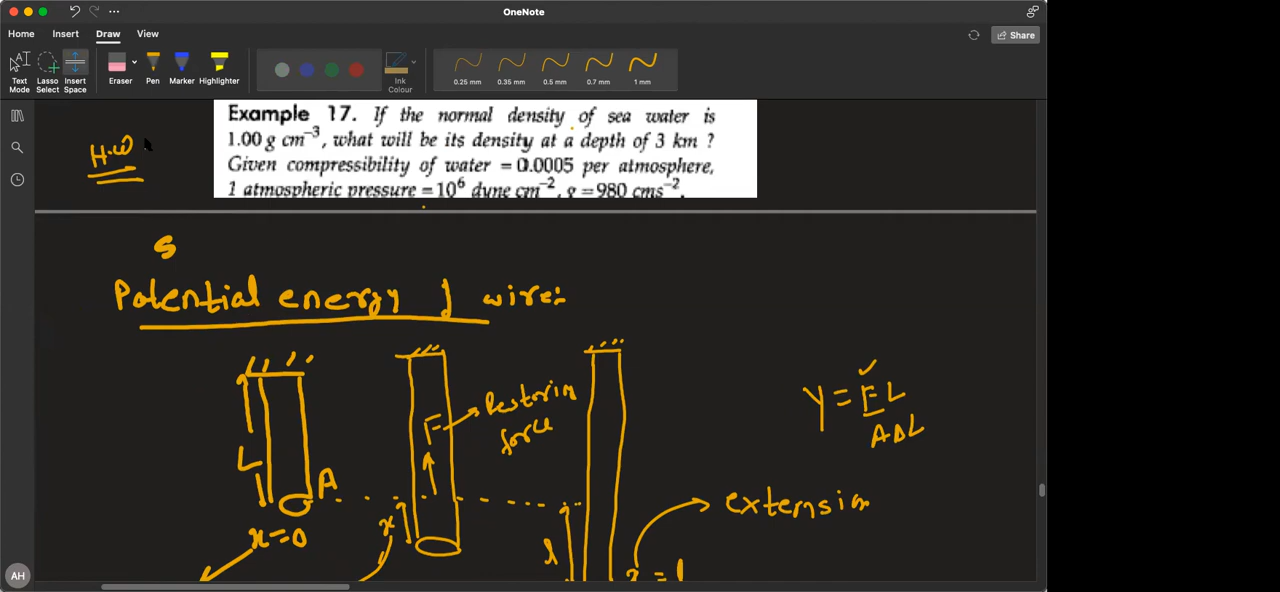 OneNote
Home Insert Draw View
Share
Text Mode
Lasso Select
Insert Space
Eraser
Pen
Marker
Highlighter
Ink Colour
0.25 mm
0.35 mm
0.5 mm
0.7 mm
1 mm
Example 17. If the normal density of sea water is
1.00 g cm⁻³, what will be its density at a depth of 3 km ?
Given compressibility of water = 0.0005 per atmosphere,
1 atmospheric pressure = 10⁶ dyne cm⁻², g = 980 cms⁻².
H.W
S
Potential energy of wire:
Restorin
force
F
Y = FL
AΔL
L
A
x
x=0
l
extension
AH